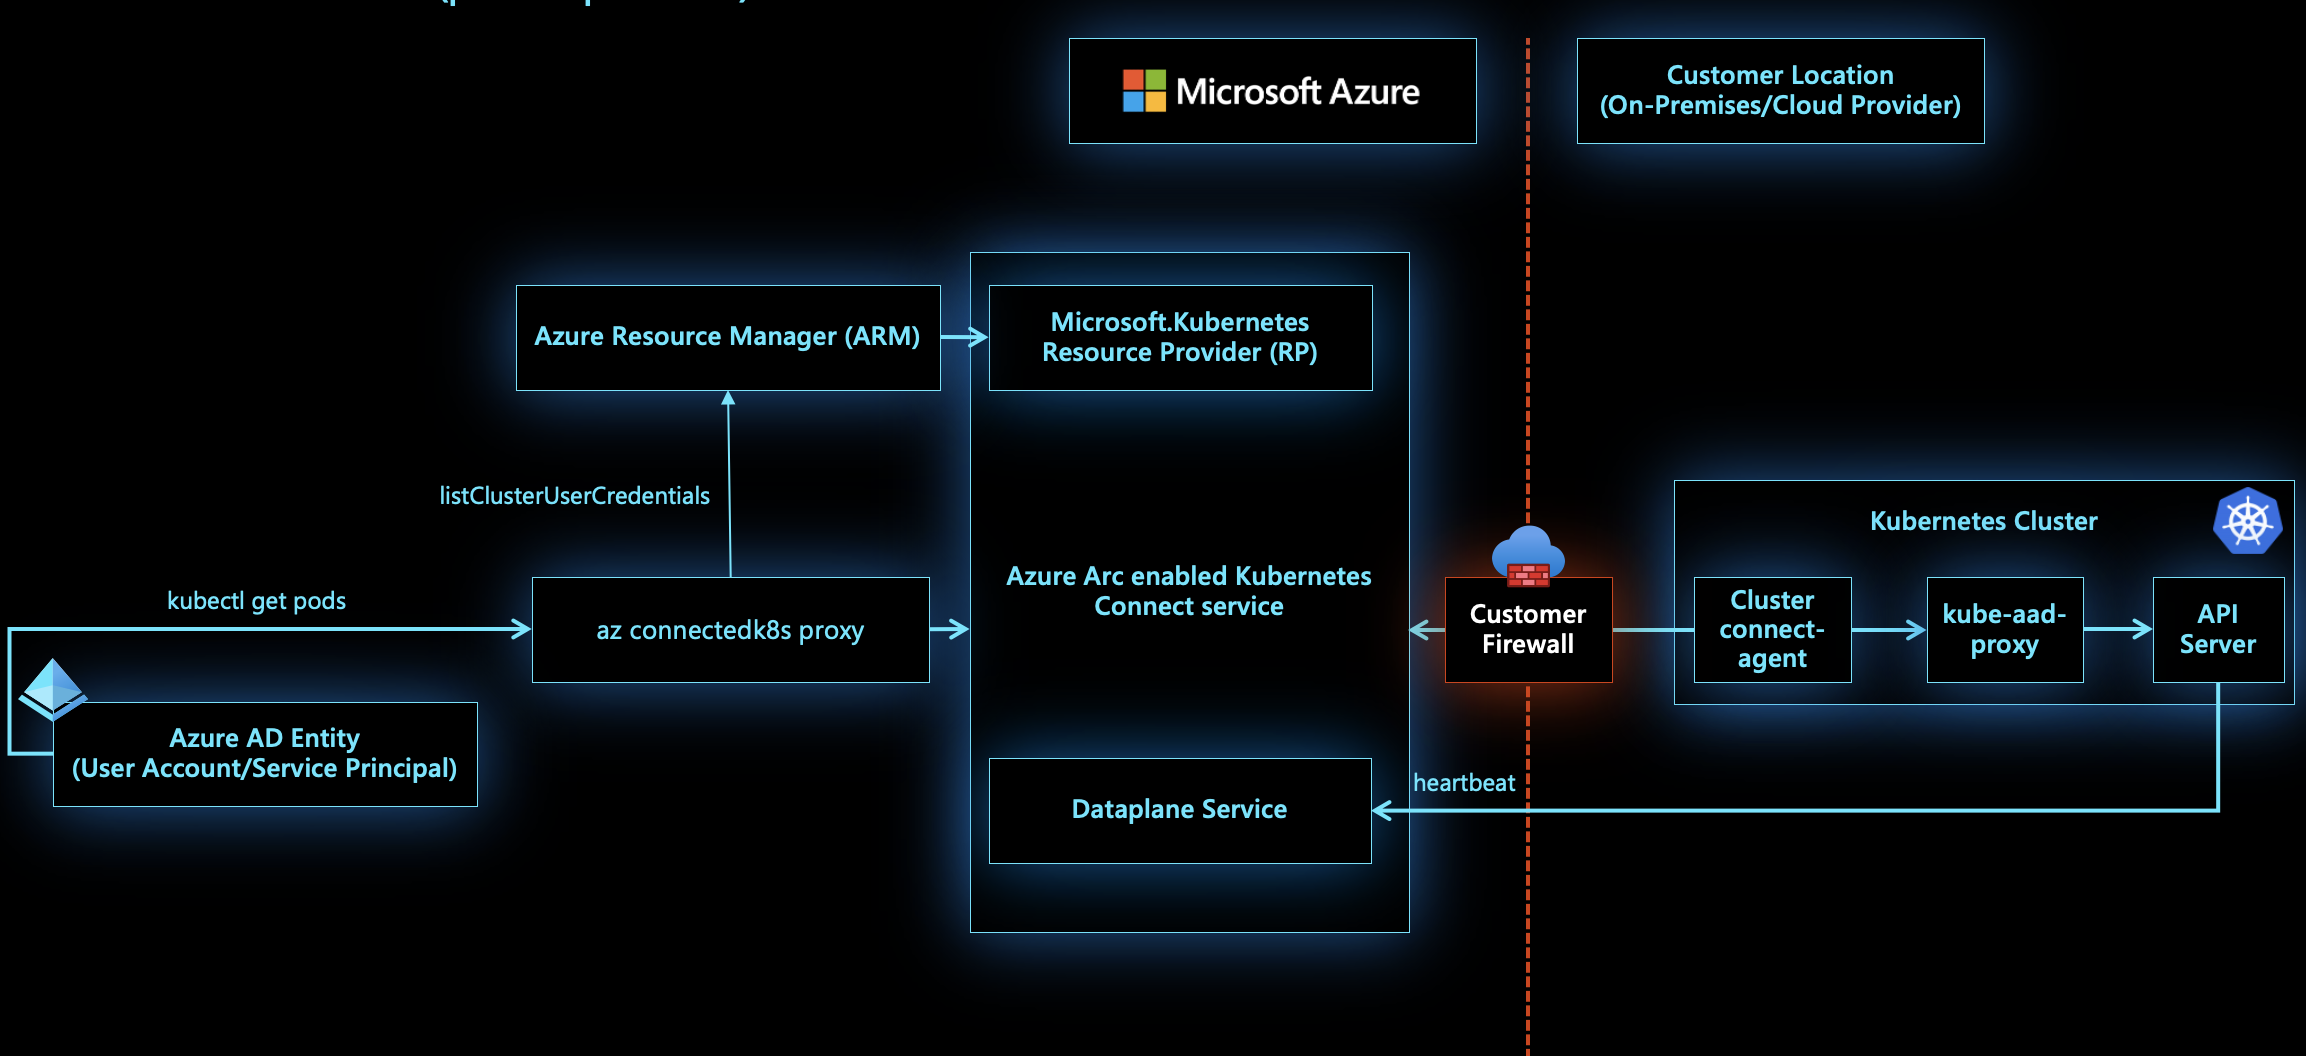 Microsoft Azure
Customer Location
(On-Premises/Cloud Provider)
Azure Resource Manager (ARM)
Microsoft.Kubernetes
Resource Provider (RP)
listClusterUserCredentials
Kubernetes Cluster
Azure Arc enabled Kubernetes
Connect service
kubectl get pods
az connectedk8s proxy
Customer
Firewall
Cluster
connect-
agent
kube-aad-
proxy
API
Server
Azure AD Entity
(User Account/Service Principal)
heartbeat
Dataplane Service